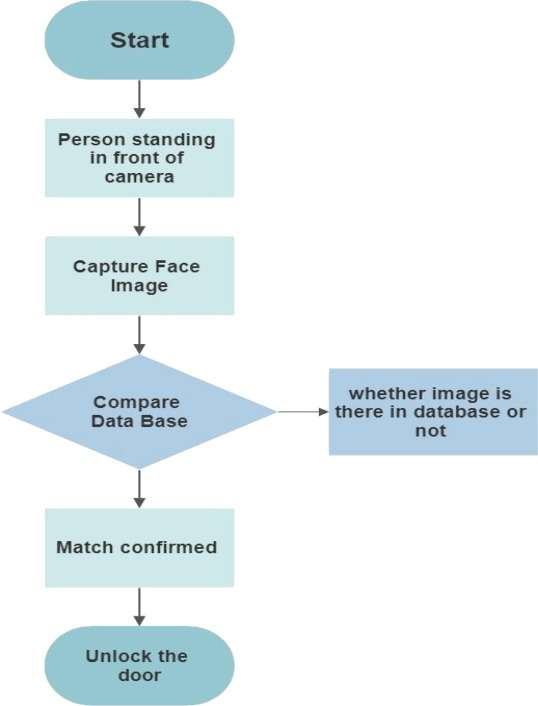 Start
Person standing
in front of
camera
Capture Face
Image
Compare
Data Base
whether image is
there in database or
not
Match confirmed
Unlock the
door